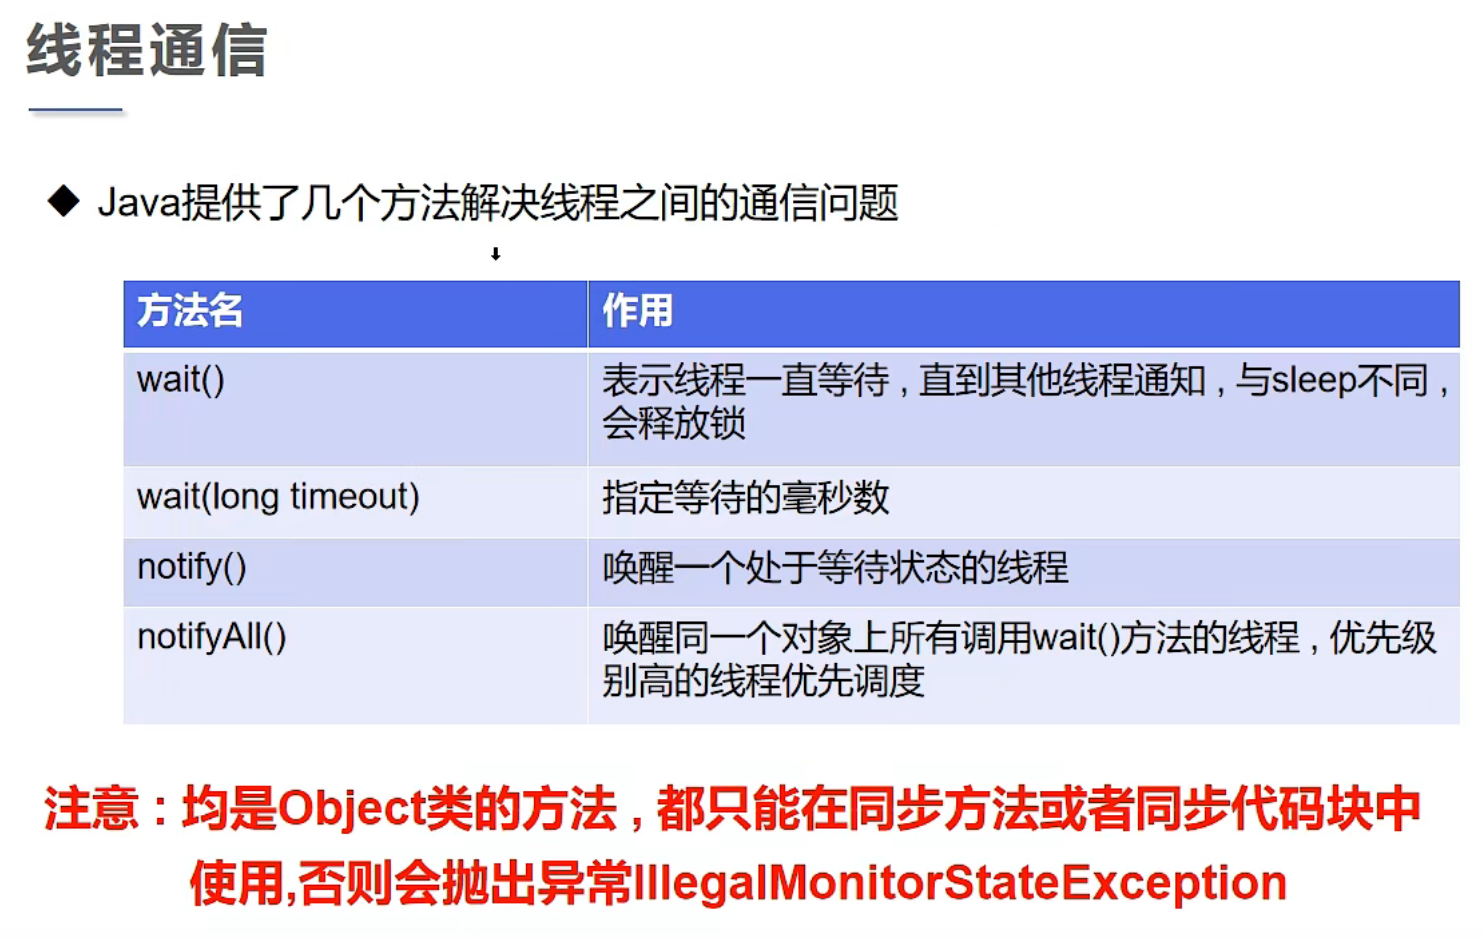 线程通信
Java提供了几个方法解决线程之间的通信问题
方法名 作用
wait() 表示线程一直等待 , 直到其他线程通知 , 与sleep不同 ,
会释放锁
wait(long timeout) 指定等待的毫秒数
notify() 唤醒一个处于等待状态的线程
notifyAll() 唤醒同一个对象上所有调用wait()方法的线程 , 优先级
别高的线程优先调度
注意 : 均是Object类的方法 , 都只能在同步方法或者同步代码块中
使用,否则会抛出异常IllegalMonitorStateException